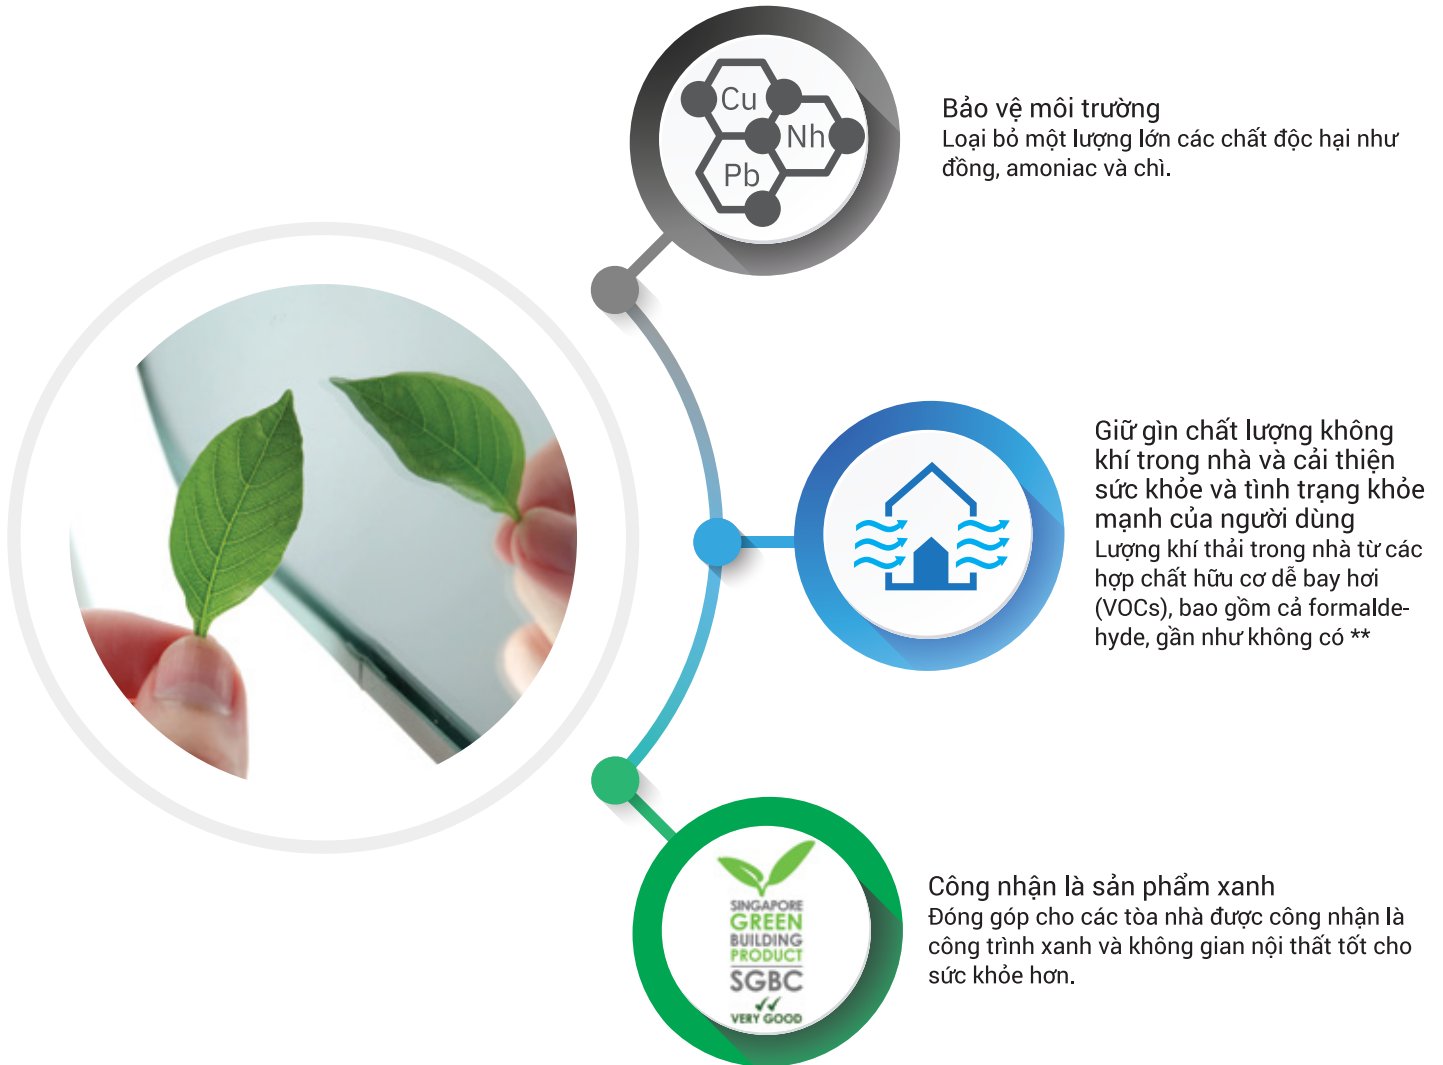 Cu
Nh
Pb
Bảo vệ môi trường
Loại bỏ một lượng lớn các chất độc hại như
đồng, amoniac và chì.
Giữ gìn chất lượng không
khí trong nhà và cải thiện
sức khỏe và tình trạng khỏe
mạnh của người dùng
Lượng khí thải trong nhà từ các
hợp chất hữu cơ dễ bay hơi
(VOCs), bao gồm cả formalde-
hyde, gần như không có **
SINGAPORE
GREEN
BUILDING
PRODUCT
SGBC
VERY GOOD
Công nhận là sản phẩm xanh
Đóng góp cho các tòa nhà được công nhận là
công trình xanh và không gian nội thất tốt cho
sức khỏe hơn.